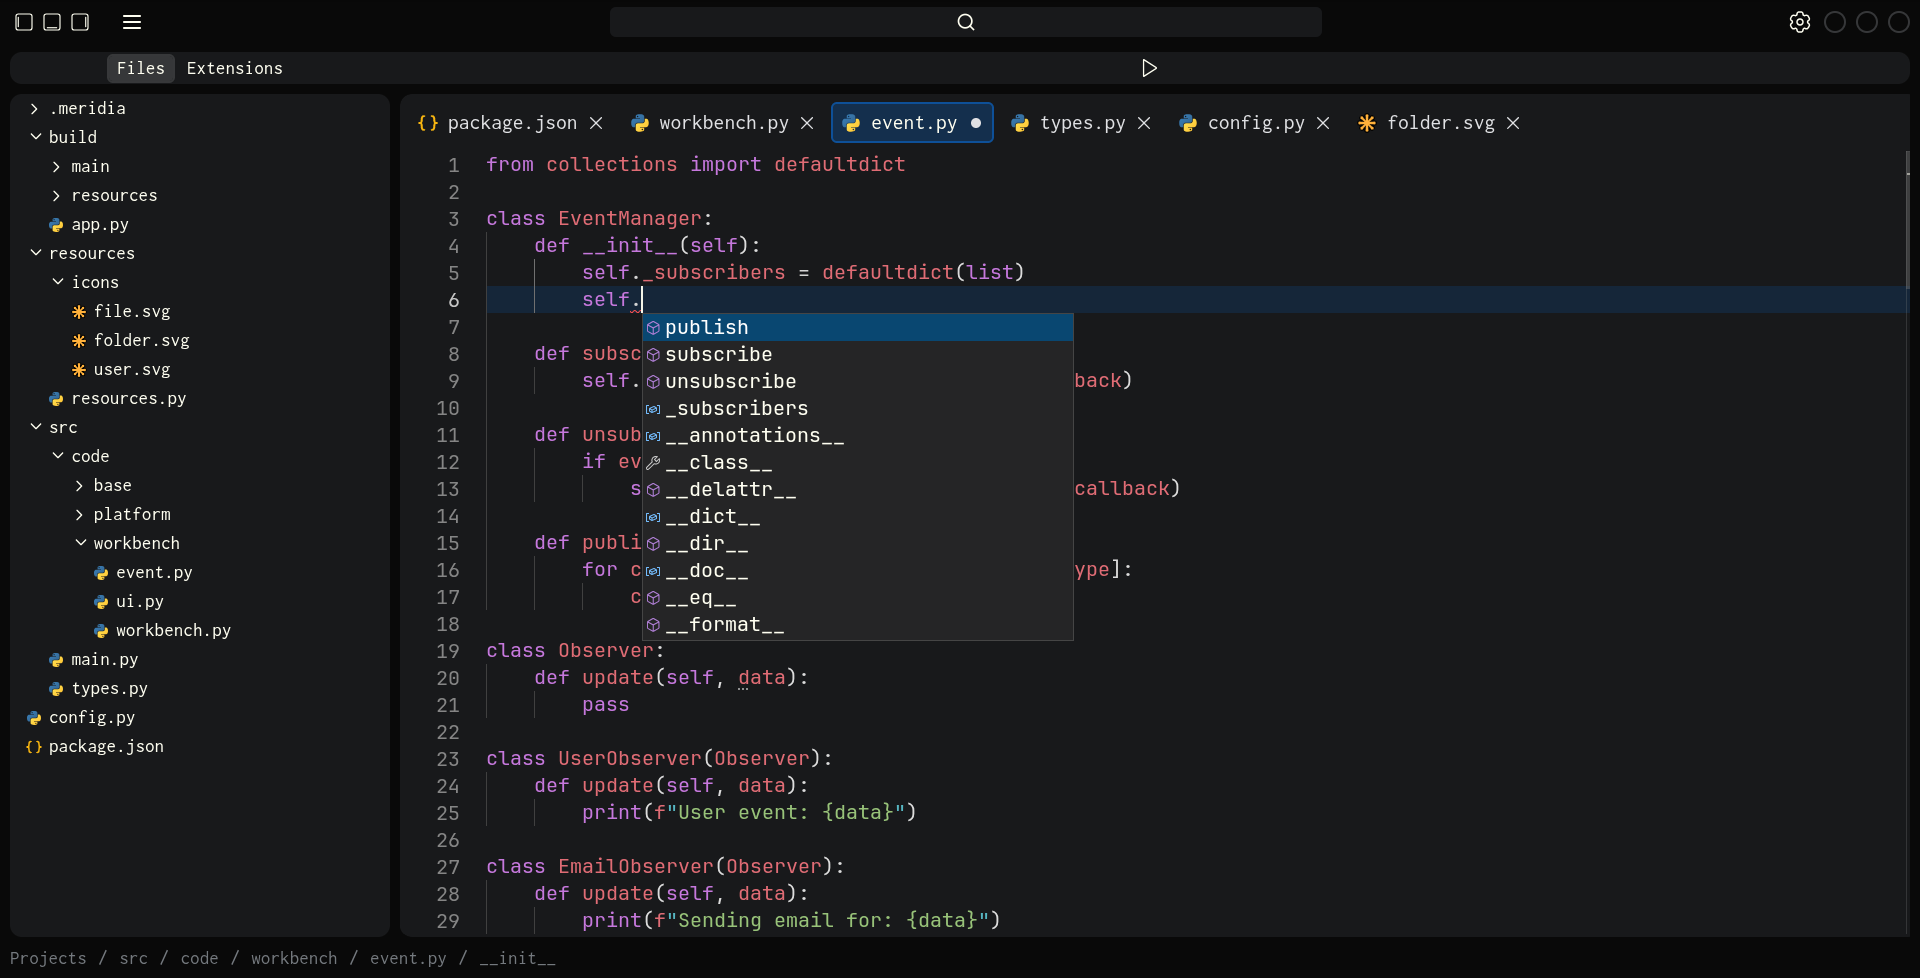 Files Extensions
.meridia
build
main
resources
app.py
resources
icons
file.svg
folder.svg
user.svg
resources.py
src
code
base
platform
workbench
event.py
ui.py
workbench.py
main.py
types.py
config.py
{} package.json
{} package.json workbench.py event.py types.py config.py folder.svg
1 from collections import defaultdict
2
3 class EventManager:
4 def __init__(self):
5 self._subscribers = defaultdict(list)
6 self.
7
8 def subsc
9 self. back)
10
11 def unsub
12 if ev
13 s callback)
14
15 def publi
16 for c ype]:
17 c
18
publish
subscribe
unsubscribe
_subscribers
__annotations__
__class__
__delattr__
__dict__
__dir__
__doc__
__eq__
__format__
19 class Observer:
20 def update(self, data):
21 pass
22
23 class UserObserver(Observer):
24 def update(self, data):
25 print(f"User event: {data}")
26
27 class EmailObserver(Observer):
28 def update(self, data):
29 print(f"Sending email for: {data}")
Projects / src / code / workbench / event.py / __init__